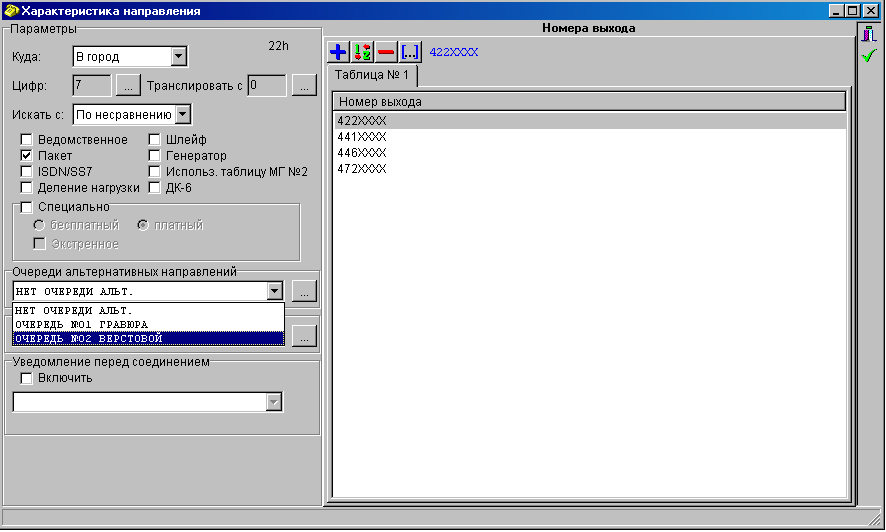 Характеристика направления
Параметры
22h
Куда: В город
Цифр: 7 ... Транслировать с 0 ...
Искать с: По несравнению
Ведомственное Шлейф
Пакет Генератор
ISDN/SS7 Использ. таблицу МГ №2
Деление нагрузки ДК-6
Специально
бесплатный платный
Экстренное
Очереди альтернативных направлений
НЕТ ОЧЕРЕДИ АЛЬТ. ...
НЕТ ОЧЕРЕДИ АЛЬТ.
ОЧЕРЕДЬ №01 ГРАВЮРА
ОЧЕРЕДЬ №02 ВЕРСТОВОЙ ...
Уведомление перед соединением
Включить
Номера выхода
[...] 422XXXX
Таблица № 1
Номер выхода
422XXXX
441XXXX
446XXXX
472XXXX